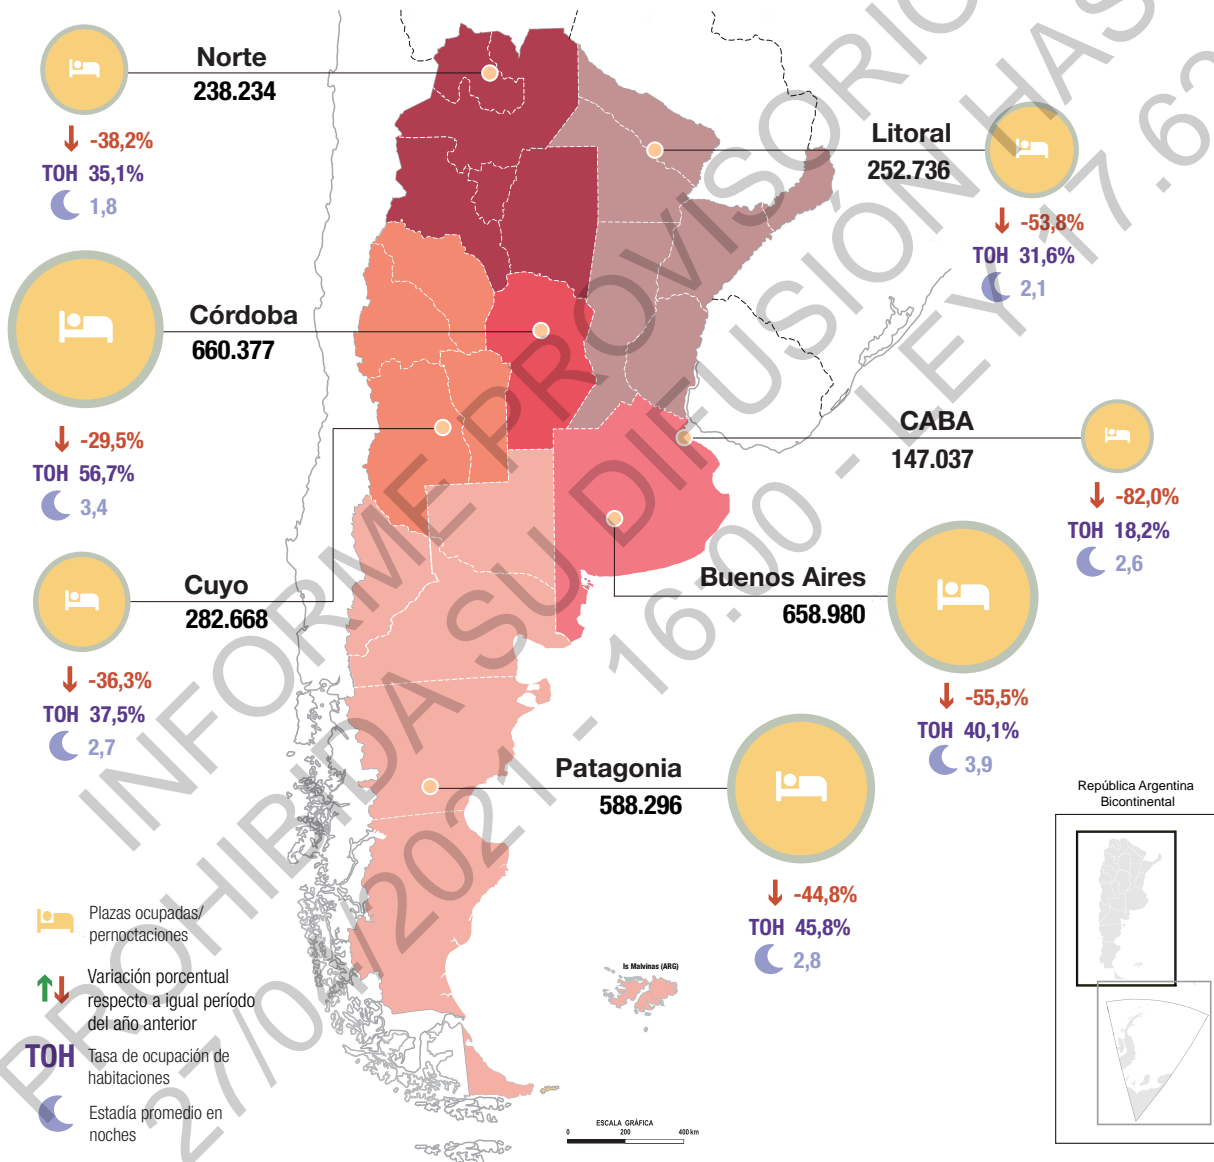 Norte
238.234
-38,2%
TOH 35,1%
1,8
Litoral
252.736
-53,8%
TOH 31,6%
2,1
Córdoba
660.377
-29,5%
TOH 56,7%
3,4
CABA
147.037
-82,0%
TOH 18,2%
2,6
Cuyo
282.668
-36,3%
TOH 37,5%
2,7
Buenos Aires
658.980
-55,5%
TOH 40,1%
3,9
Patagonia
588.296
-44,8%
TOH 45,8%
2,8
República Argentina
Bicontinental
Plazas ocupadas/
pernoctaciones
Variación porcentual
respecto a igual período
del año anterior
TOH Tasa de ocupación de
habitaciones
Estadía promedio en
noches
Is Malvinas (ARG)
ESCALA GRÁFICA
0 200 400 km
INFORME PROVISORIO
PROHIBIDA SU DIFUSIÓN HAS
27/04/2021 - 16:00 - LEY 17.62